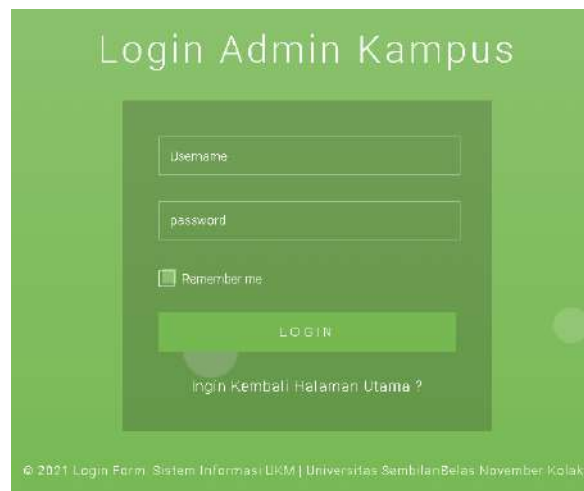 Login Admin Kampus
Username
password
Remember me
LOGIN
Ingin Kembali Halaman Utama ?
© 2021 Login Form Sistem Informasi UKM | Universitas SembilanBelas November Kolak